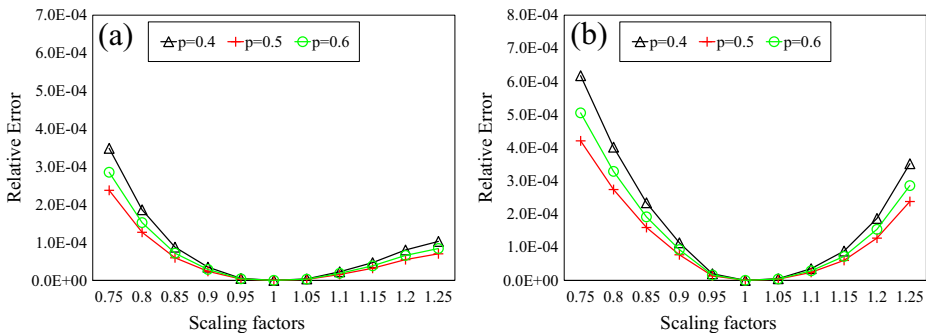 (a)
p=0.4 p=0.5 p=0.6
7.0E-04
6.0E-04
5.0E-04
4.0E-04
3.0E-04
2.0E-04
1.0E-04
0.0E+00
Relative Error
0.75 0.8 0.85 0.9 0.95 1 1.05 1.1 1.15 1.2 1.25
Scaling factors
(b)
p=0.4 p=0.5 p=0.6
8.0E-04
7.0E-04
6.0E-04
5.0E-04
4.0E-04
3.0E-04
2.0E-04
1.0E-04
0.0E+00
Relative Error
0.75 0.8 0.85 0.9 0.95 1 1.05 1.1 1.15 1.2 1.25
Scaling factors